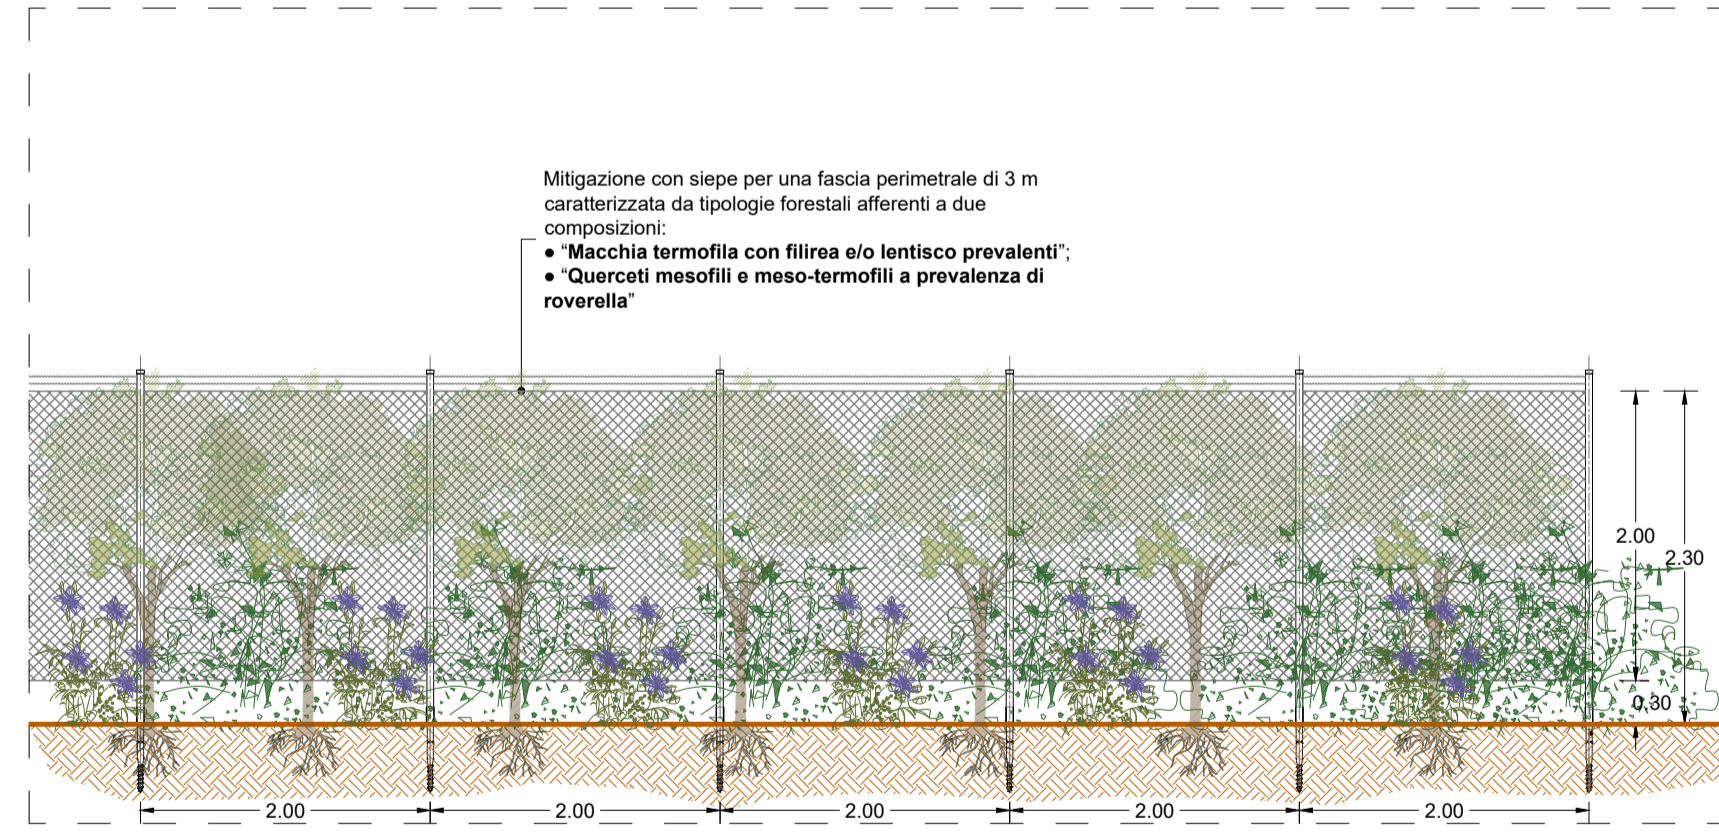 Mitigazione con siepe per una fascia perimetrale di 3 m
caratterizzata da tipologie forestali afferenti a due
composizioni:
● “Macchia termofila con filirea e/o lentisco prevalenti”;
● “Querceti mesofili e meso-termofili a prevalenza di
roverella”
2.00
2.30
0,30
2.00
2.00
2.00
2.00
2.00